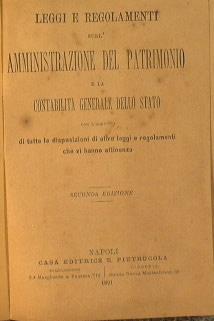 LEGGI E REGOLAMENTI
SULL'
AMMINISTRAZIONE DEL PATRIMONIO
E LA
CONTABILITÀ GENERALE DELLO STATO
di tutte le disposizioni di altre leggi e regolamenti
che vi hanno attinenza
SECONDA EDIZIONE
NAPOLI
CASA EDITRICE E. PIETROCOLA
1891